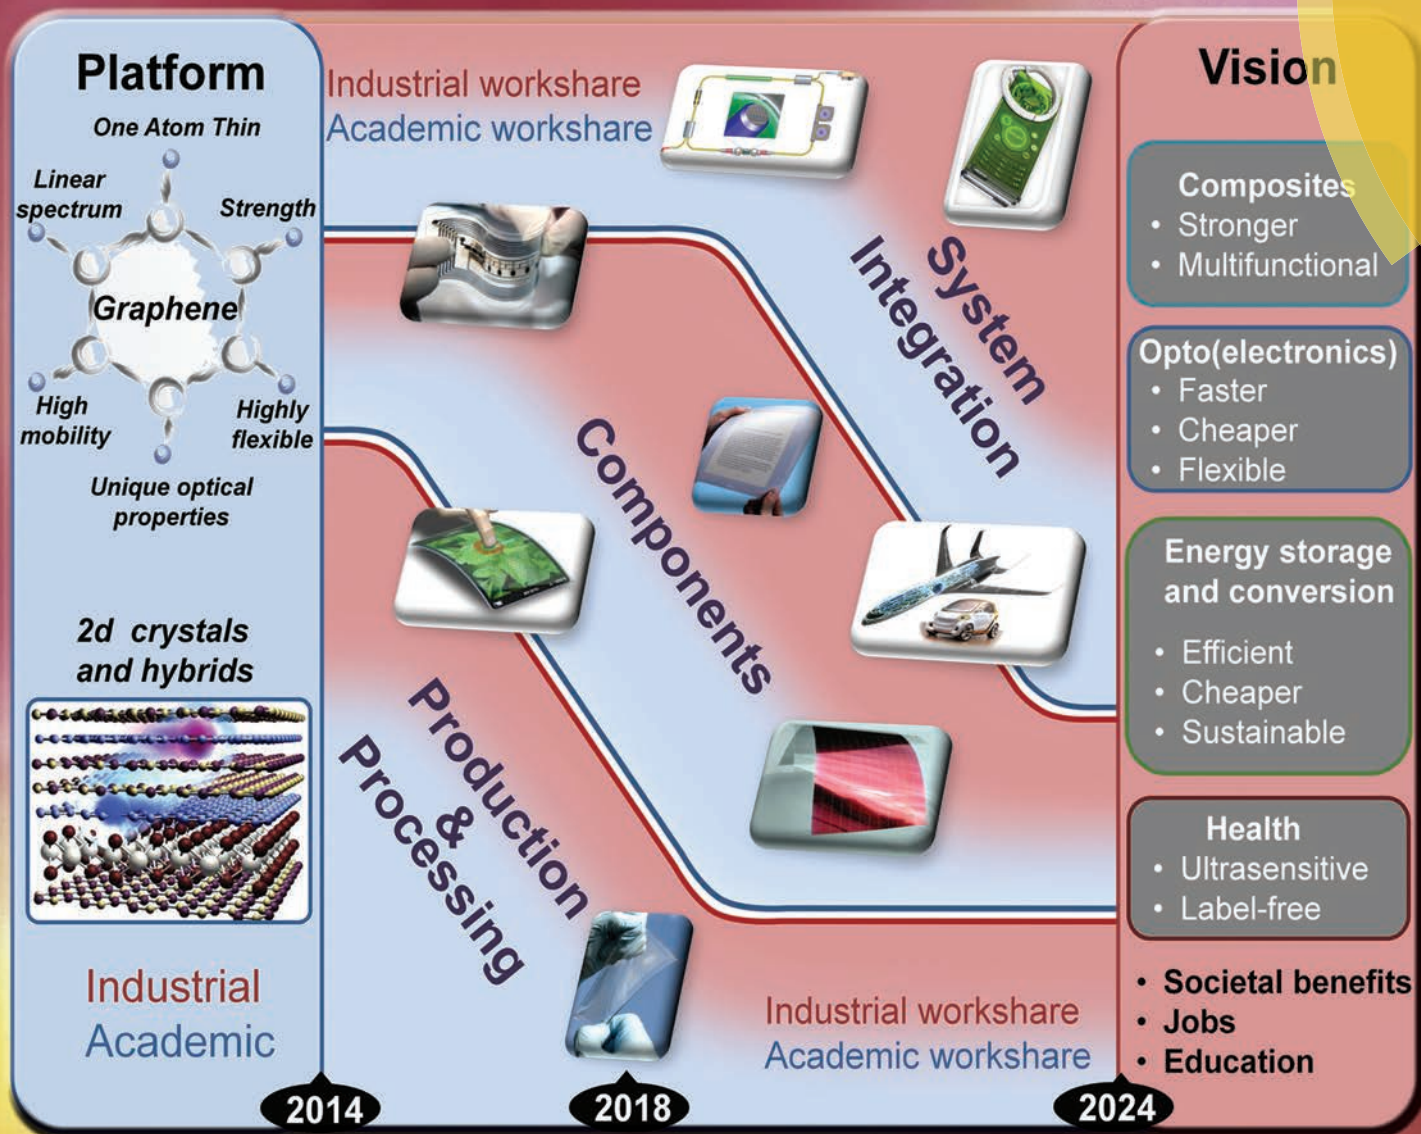 Platform
One Atom Thin
Linear
spectrum
Strength
Graphene
High
mobility
Highly
flexible
Unique optical
properties
2d crystals
and hybrids
Industrial
Academic
Industrial workshare
Academic workshare
System
Integration
Components
Production
&
Processing
Industrial workshare
Academic workshare
2014
2018
2024
Vision
Composites
• Stronger
• Multifunctional
Opto(electronics)
• Faster
• Cheaper
• Flexible
Energy storage
and conversion
• Efficient
• Cheaper
• Sustainable
Health
• Ultrasensitive
• Label-free
• Societal benefits
• Jobs
• Education